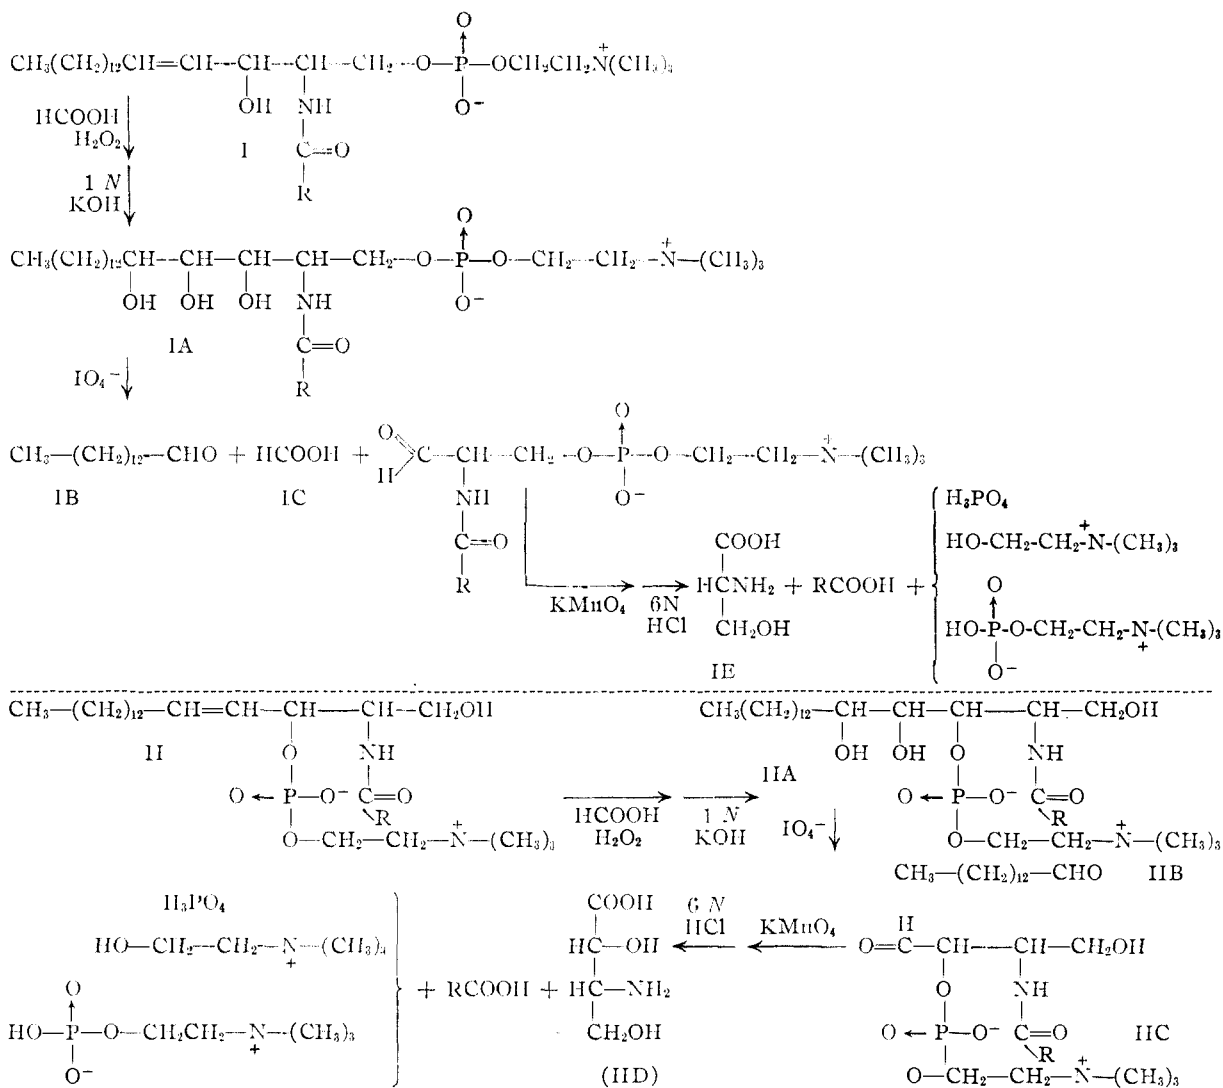 O
CH₃(CH₂)₁₂CH=CH—CH—CH—CH₂—O—P—OCH₂CH₂N⁺(CH₃)₃
OH NH O⁻
HCOOH
H₂O₂
I C=O
R
1 N
KOH
O
CH₃(CH₂)₁₂CH—CH—CH—CH—CH₂—O—P—O—CH₂—CH₂—N⁺—(CH₃)₃
OH OH OH NH O⁻
IA C=O
R
IO₄⁻
O
CH₃—(CH₂)₁₂—CHO + HCOOH + O H C—CH—CH₂—O—P—O—CH₂—CH₂—N⁺—(CH₃)₃
IB IC NH O⁻
C=O
R
KMnO₄ 6N HCl
COOH
HCNH₂ + RCOOH +
CH₂OH
IE
H₃PO₄
HO-CH₂-CH₂-N⁺-(CH₃)₃
O
HO-P-O-CH₂-CH₂-N-(CH₃)₃
+
O⁻
CH₃—(CH₂)₁₂—CH=CH—CH—CH—CH₂OH
II O NH
O←P—O⁻ C=O
R
O—CH₂—CH₂—N⁺—(CH₃)₃
HCOOH
H₂O₂
1 N
KOH
CH₃(CH₂)₁₂—CH—CH—CH—CH—CH₂OH
OH OH O NH
IIA
O←P—O⁻ C=O
R
O—CH₂—CH₂—N⁺—(CH₃)₃
IO₄⁻
CH₃—(CH₂)₁₂—CHO IIB
H
O=C—CH—CH—CH₂OH
O NH
O←P—O⁻ C=O IIC
R
O—CH₂—CH₂—N⁺—(CH₃)₃
KMnO₄
6 N
HCl
COOH
HC—OH
+ RCOOH + HC—NH₂
CH₂OH
(IID)
H₃PO₄
HO—CH₂—CH₂—N—(CH₃)₃
+
O
HO—P—O—CH₂CH₂—N—(CH₃)₃
+
O⁻